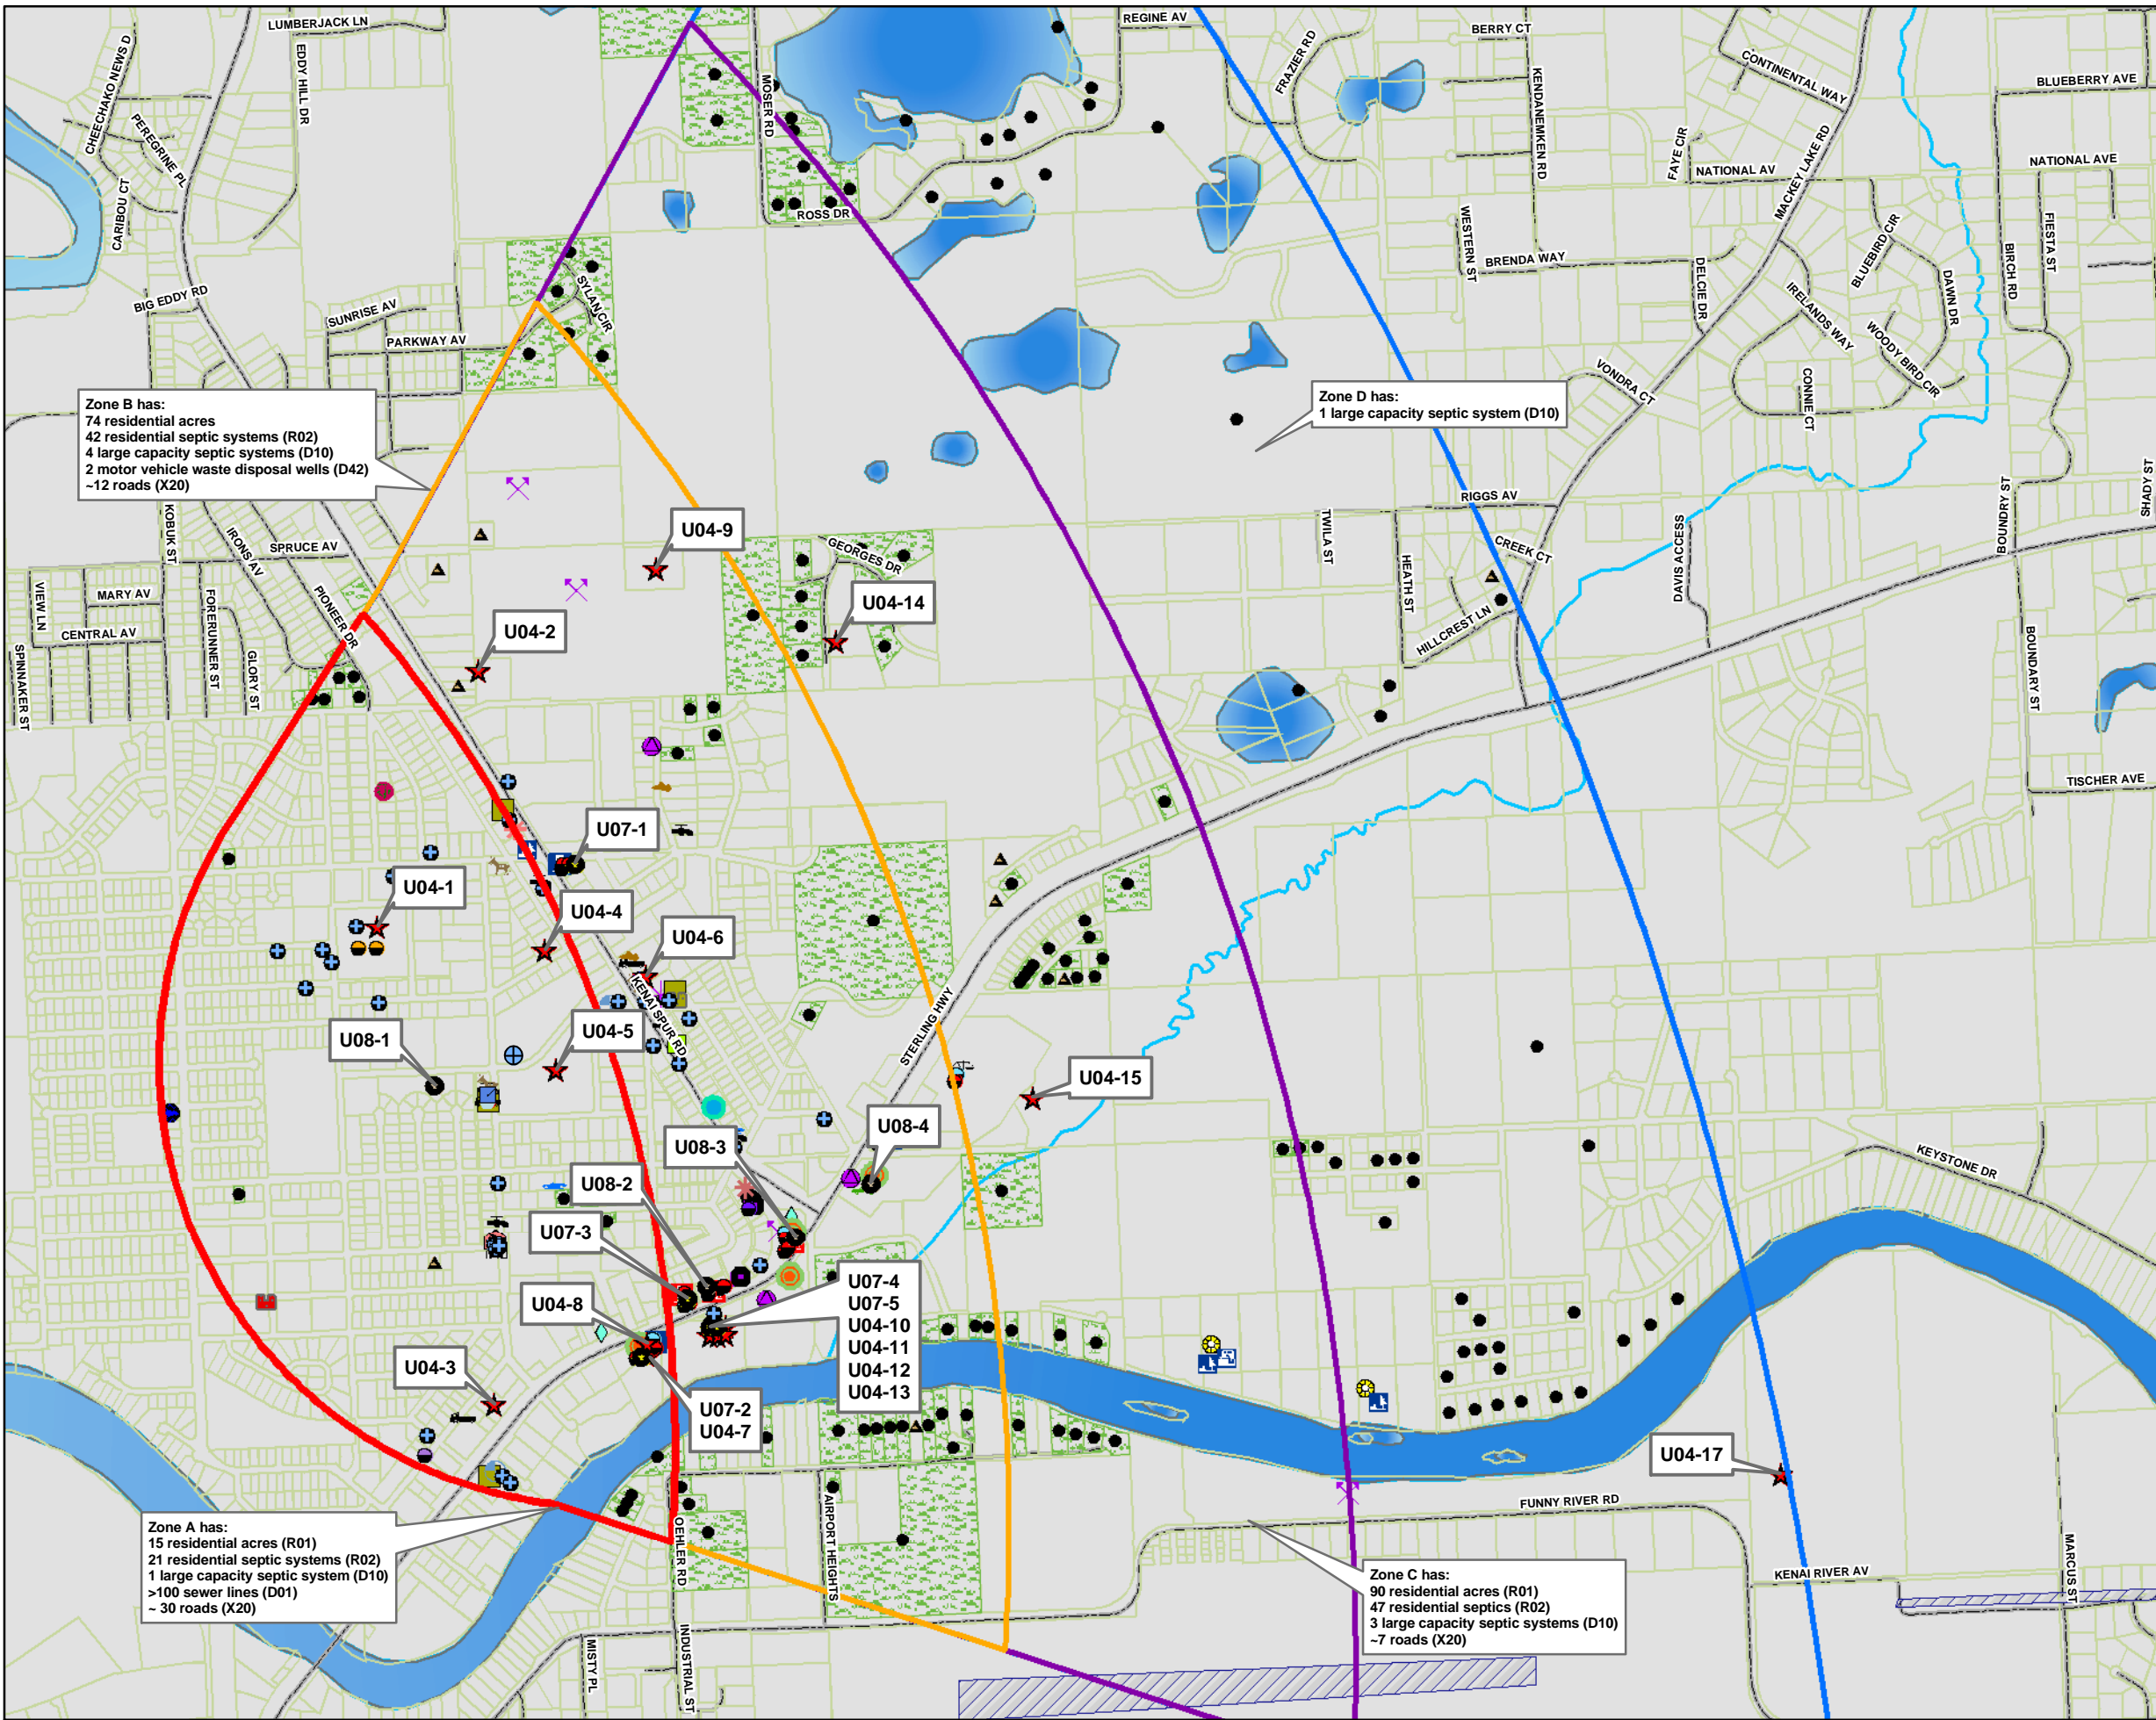 LUMBERJACK LN
CHEECHAKO NEWS D
EDDY HILL DR
PEREGRINE PL
CARIBOU CT
MOSER RD
ROSS DR
REGINE AV
FRAZIER RD
BERRY CT
KENDANEMKEN RD
CONTINENTAL WAY
BLUEBERRY AVE
FAYE CIR
NATIONAL AV
NATIONAL AVE
MACKEY LAKE RD
WESTERN ST
BRENDA WAY
DELCIE DR
BLUEBIRD CIR
DAWN DR
BIRCH RD
FIESTA ST
IRELANDS WAY
WOODY BIRD CIR
CONNIE CT
VONDRA CT
BIG EDDY RD
SUNRISE AV
PARKWAY AV
SYLAN CIR
Zone B has:
74 residential acres
42 residential septic systems (R02)
4 large capacity septic systems (D10)
2 motor vehicle waste disposal wells (D42)
~12 roads (X20)
Zone D has:
1 large capacity septic system (D10)
KOBUK ST
IRONS AV
SPRUCE AV
VIEW LN
MARY AV
CENTRAL AV
FORERUNNER ST
GLORY ST
PIONEER DR
SPINNAKER ST
U04-9
GEORGES DR
U04-14
U04-2
TWILA ST
HEATH ST
RIGGS AV
CREEK CT
HILLCREST LN
DAVIS ACCESS
BOUNDRY ST
SHADY ST
BOUNDARY ST
TISCHER AVE
U07-1
U04-1
U04-4
U04-6
KENAI SPUR RD
U04-5
U08-1
STERLING HWY
U04-15
U08-4
U08-3
U08-2
U07-3
KEYSTONE DR
U04-8
U07-4
U07-5
U04-10
U04-11
U04-12
U04-13
U04-3
U07-2
U04-7
U04-17
FUNNY RIVER RD
Zone A has:
15 residential acres (R01)
21 residential septic systems (R02)
1 large capacity septic system (D10)
>100 sewer lines (D01)
~ 30 roads (X20)
OEHLER RD
AIRPORT HEIGHTS
Zone C has:
90 residential acres (R01)
47 residential septics (R02)
3 large capacity septic systems (D10)
~7 roads (X20)
KENAI RIVER AV
MARCUS ST
MISTY PL
INDUSTRIAL ST